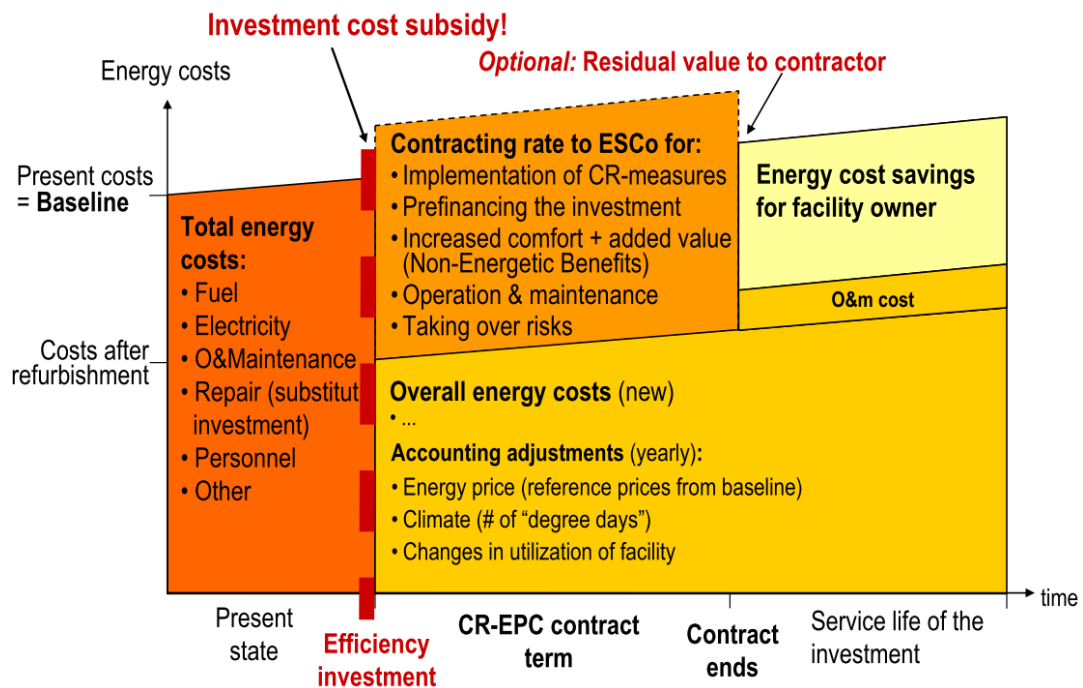 Investment cost subsidy!
Optional: Residual value to contractor
Energy costs
Present costs
= Baseline
Costs after
refurbishment
Total energy
costs:
• Fuel
• Electricity
• O&Maintenance
• Repair (substitut
investment)
• Personnel
• Other
Contracting rate to ESCo for:
• Implementation of CR-measures
• Prefinancing the investment
• Increased comfort + added value
(Non-Energetic Benefits)
• Operation & maintenance
• Taking over risks
Energy cost savings
for facility owner
O&m cost
Overall energy costs (new)
• ...
Accounting adjustments (yearly):
• Energy price (reference prices from baseline)
• Climate (# of “degree days”)
• Changes in utilization of facility
time
Present
state
Efficiency
investment
CR-EPC contract
term
Contract
ends
Service life of the
investment